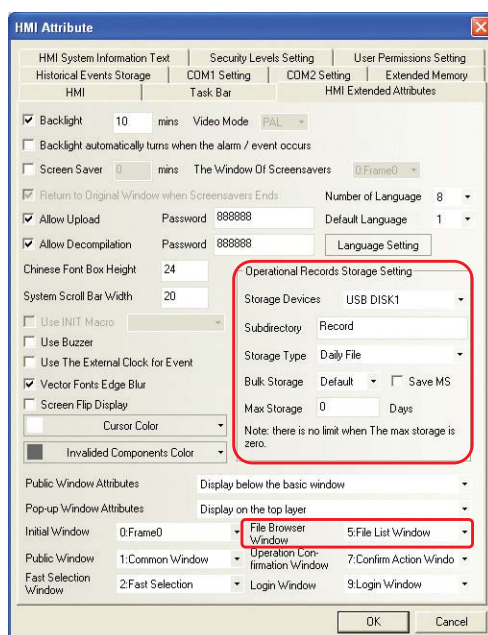 HMI Attribute
HMI System Information Text Security Levels Setting User Permissions Setting
Historical Events Storage COM1 Setting COM2 Setting Extended Memory
HMI Task Bar HMI Extended Attributes
Backlight 10 mins Video Mode PAL
Backlight automatically turns when the alarm / event occurs
Screen Saver 0 mins The Window Of Screensavers 0:Frame0
Return to Original Window when Screensavers Ends Number of Language 8
Allow Upload Password 888888 Default Language 1
Allow Decompilation Password 888888 Language Setting
Chinese Font Box Height 24
System Scroll Bar Width 20
Use INIT Macro
Use Buzzer
Use The External Clock for Event
Vector Fonts Edge Blur
Screen Flip Display
Cursor Color
Invalided Components Color
Operational Records Storage Setting
Storage Devices USB DISK1
Subdirectory Record
Storage Type Daily File
Bulk Storage Default Save MS
Max Storage 0 Days
Note: there is no limit when The max storage is
zero.
Public Window Attributes Display below the basic window
Pop-up Window Attributes Display on the top layer
Initial Window 0:Frame0 File Browser
Window 5:File List Window
Public Window 1:Common Window Operation Con-
firmation Window 7:Confirm Action Windo
Fast Selection
Window 2:Fast Selection Login Window 9:Login Window
OK Cancel